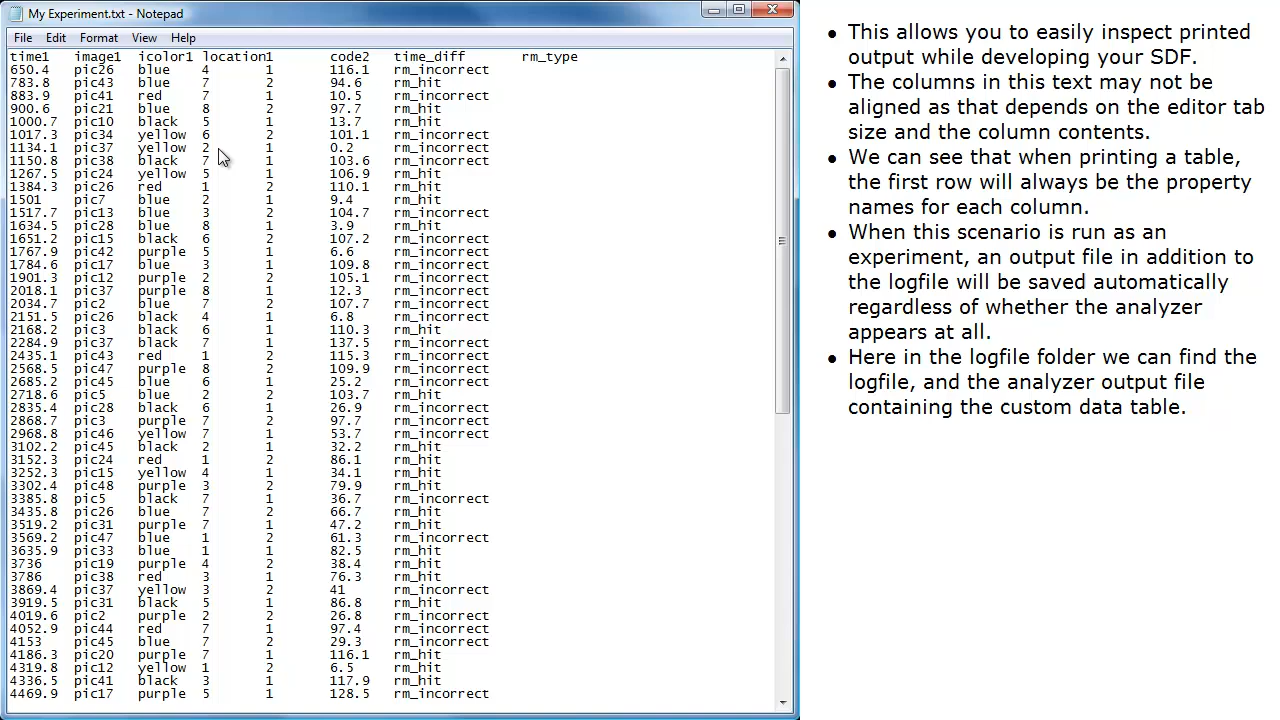 My Experiment.txt - Notepad
File Edit Format View Help
time1 image1 icolor1 location1 code2 time_diff rm_type
650.4 pic26 blue 4 1 116.1 rm_incorrect
783.8 pic43 blue 7 2 94.6 rm_hit
883.9 pic41 red 7 1 10.5 rm_incorrect
900.6 pic21 blue 8 2 97.7 rm_hit
1000.7 pic10 black 5 1 13.7 rm_hit
1017.3 pic34 yellow 6 2 101.1 rm_incorrect
1134.1 pic37 yellow 2 1 0.2 rm_incorrect
1150.8 pic38 black 7 1 103.6 rm_incorrect
1267.5 pic24 yellow 5 1 106.9 rm_hit
1384.3 pic26 red 1 2 110.1 rm_hit
1501 pic7 blue 2 1 9.4 rm_hit
1517.7 pic13 blue 3 2 104.7 rm_incorrect
1634.5 pic28 blue 8 1 3.9 rm_hit
1651.2 pic15 black 6 2 107.2 rm_incorrect
1767.9 pic42 purple 5 1 6.6 rm_incorrect
1784.6 pic17 blue 3 1 109.8 rm_incorrect
1901.3 pic12 purple 2 2 105.1 rm_incorrect
2018.1 pic37 purple 8 1 12.3 rm_incorrect
2034.7 pic2 blue 7 2 107.7 rm_incorrect
2151.5 pic26 black 4 1 6.8 rm_incorrect
2168.2 pic3 black 6 1 110.3 rm_hit
2284.9 pic37 black 7 1 137.5 rm_incorrect
2435.1 pic43 red 1 2 115.3 rm_hit
2568.5 pic47 purple 8 2 109.9 rm_incorrect
2685.2 pic45 blue 6 1 25.2 rm_incorrect
2718.6 pic5 blue 2 2 103.7 rm_hit
2835.4 pic28 black 6 1 26.9 rm_incorrect
2868.7 pic3 purple 7 2 97.7 rm_incorrect
2968.8 pic46 yellow 7 1 53.7 rm_incorrect
3102.2 pic45 black 2 1 32.2 rm_hit
3152.3 pic24 red 1 2 86.1 rm_hit
3252.3 pic15 yellow 4 1 34.1 rm_hit
3302.4 pic48 purple 3 2 79.9 rm_hit
3385.8 pic5 black 7 1 36.7 rm_incorrect
3435.8 pic26 blue 7 2 66.7 rm_hit
3519.2 pic31 purple 7 1 47.2 rm_hit
3569.2 pic47 blue 1 2 61.3 rm_incorrect
3635.9 pic33 blue 1 1 82.5 rm_hit
3736 pic19 purple 4 2 38.4 rm_hit
3786 pic38 red 3 1 76.3 rm_hit
3869.4 pic37 yellow 3 2 41 rm_incorrect
3919.5 pic31 black 5 1 86.8 rm_hit
4019.6 pic2 purple 2 2 26.8 rm_incorrect
4052.9 pic44 red 7 1 97.4 rm_incorrect
4153 pic45 blue 7 2 29.3 rm_incorrect
4186.3 pic20 purple 7 1 116.1 rm_hit
4319.8 pic12 yellow 1 2 6.5 rm_hit
4336.5 pic41 black 3 1 117.9 rm_hit
4469.9 pic17 purple 5 1 128.5 rm_incorrect
• This allows you to easily inspect printed
output while developing your SDF.
• The columns in this text may not be
aligned as that depends on the editor tab
size and the column contents.
• We can see that when printing a table,
the first row will always be the property
names for each column.
• When this scenario is run as an
experiment, an output file in addition to
the logfile will be saved automatically
regardless of whether the analyzer
appears at all.
• Here in the logfile folder we can find the
logfile, and the analyzer output file
containing the custom data table.